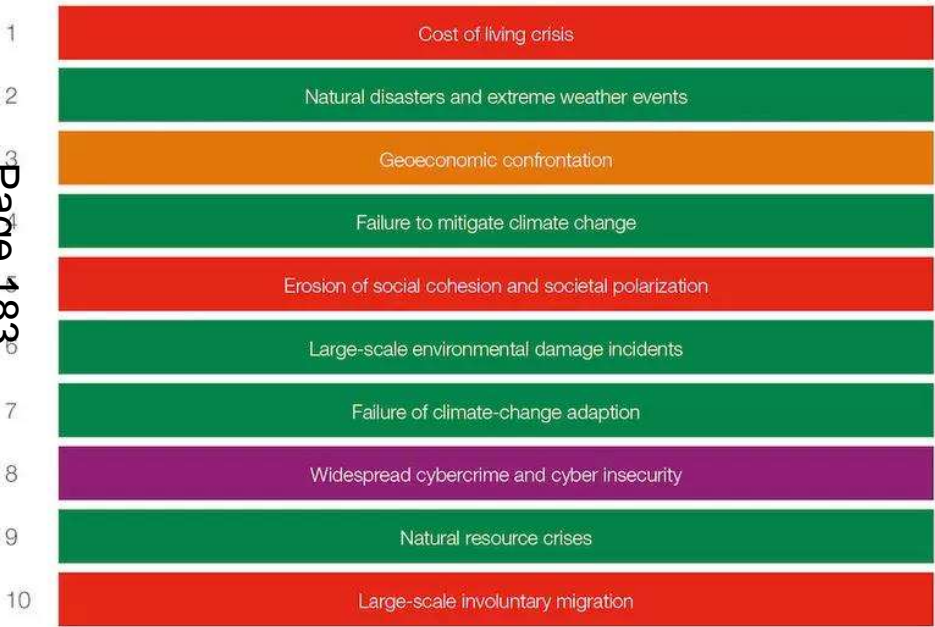 1 Cost of living crisis
2 Natural disasters and extreme weather events
3 Geoeconomic confrontation
4 Failure to mitigate climate change
5 Erosion of social cohesion and societal polarization
6 Large-scale environmental damage incidents
7 Failure of climate-change adaption
8 Widespread cybercrime and cyber insecurity
9 Natural resource crises
10 Large-scale involuntary migration
Page 183